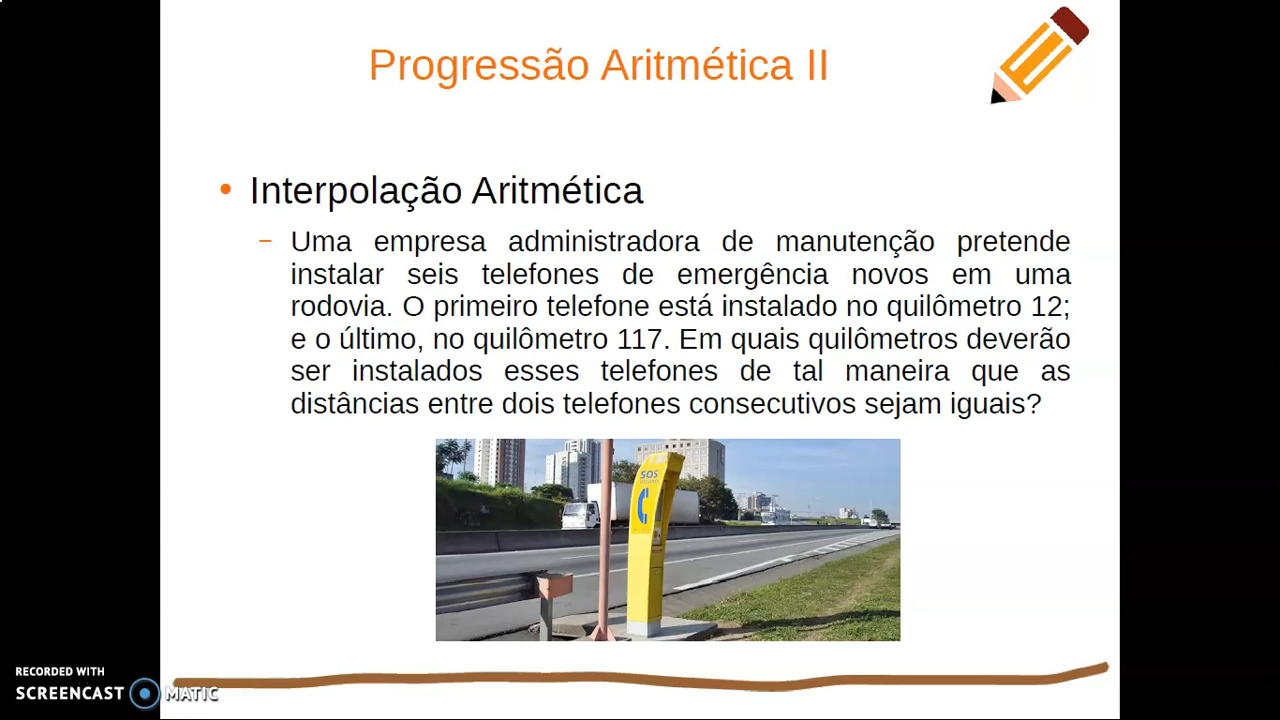 Progressão Aritmética II
• Interpolação Aritmética
– Uma empresa administradora de manutenção pretende
instalar seis telefones de emergência novos em uma
rodovia. O primeiro telefone está instalado no quilômetro 12;
e o último, no quilômetro 117. Em quais quilômetros deverão
ser instalados esses telefones de tal maneira que as
distâncias entre dois telefones consecutivos sejam iguais?
SOS
RECORDED WITH
SCREENCAST MATIC